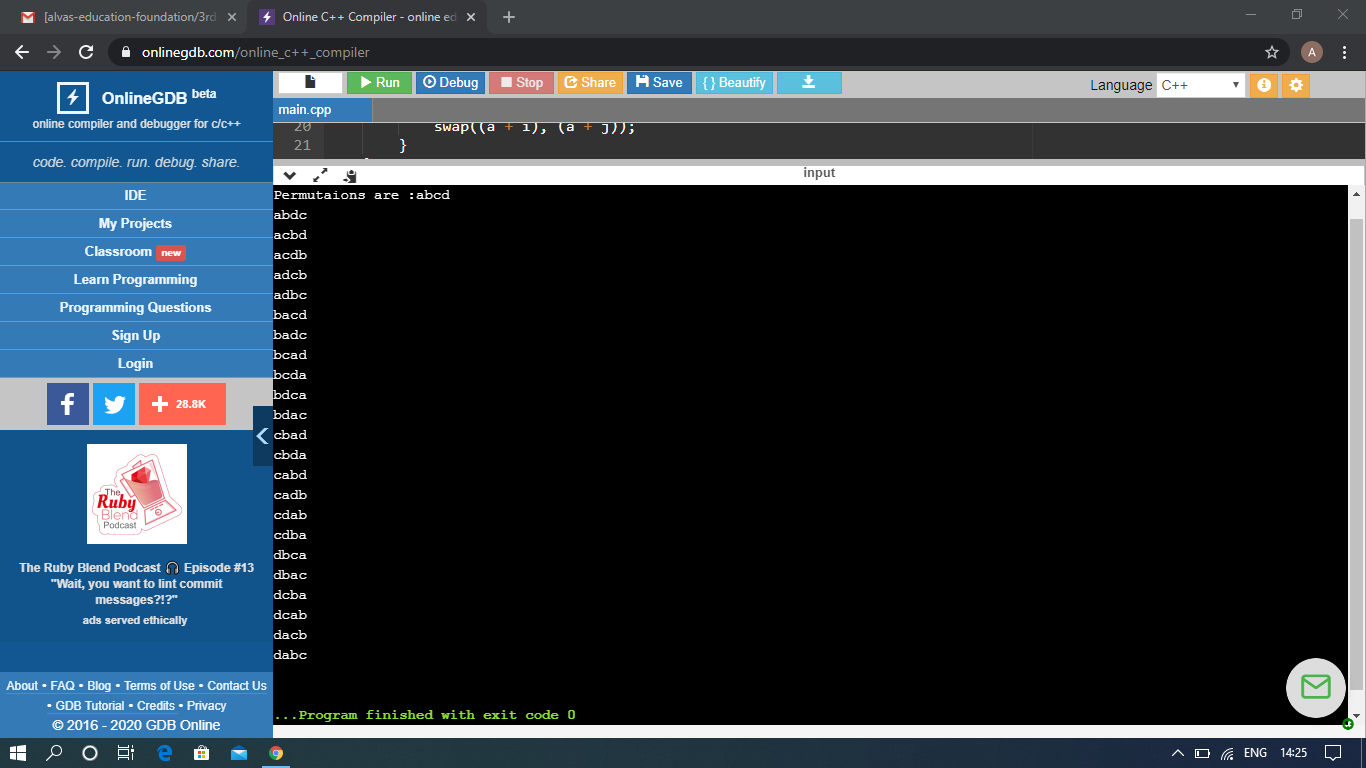 [alvas-education-foundation/3rd
Online C++ Compiler - online ed
onlinegdb.com/online_c++_compiler
A
OnlineGDB beta
online compiler and debugger for c/c++
code. compile. run. debug. share.
IDE
My Projects
Classroom new
Learn Programming
Programming Questions
Sign Up
Login
28.8K
The
Ruby
Blend
Podcast
The Ruby Blend Podcast 🎧 Episode #13
"Wait, you want to lint commit
messages?!?"
ads served ethically
About • FAQ • Blog • Terms of Use • Contact Us
• GDB Tutorial • Credits • Privacy
© 2016 - 2020 GDB Online
Run Debug Stop Share Save { } Beautify
Language C++
main.cpp
20 swap((a + i), (a + j));
21 }
input
Permutaions are :abcd
abdc
acbd
acdb
adcb
adbc
bacd
badc
bcad
bcda
bdca
bdac
cbad
cbda
cabd
cadb
cdab
cdba
dbca
dbac
dcba
dcab
dacb
dabc
...Program finished with exit code 0
ENG 14:25